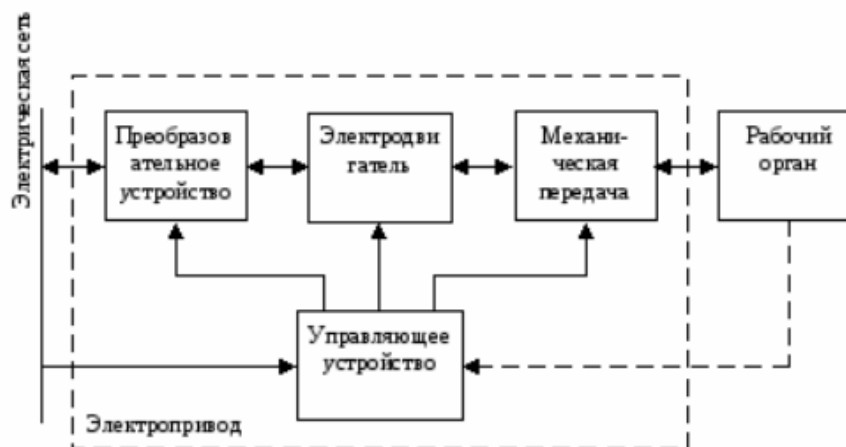 Электрическая сеть
Преобразов
ательное
устройство
Электродви
гатель
Механи-
ческая
передача
Рабочий
орган
Управляющее
устройство
Электропривод